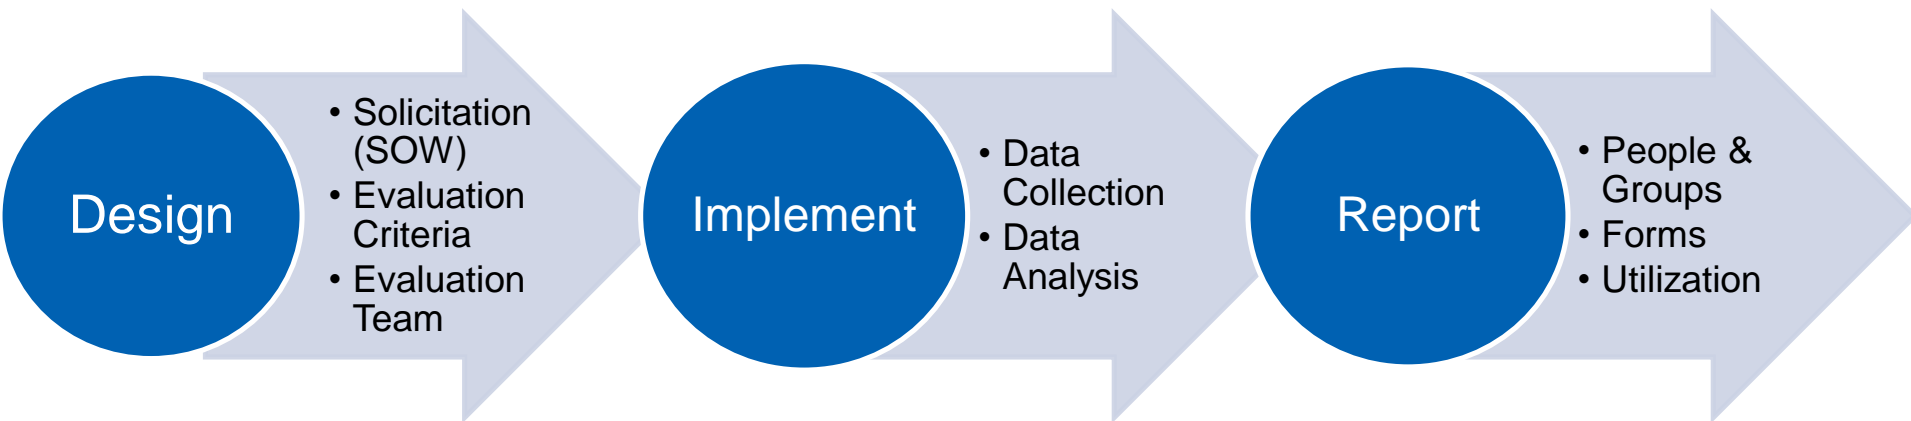 Design
• Solicitation
(SOW)
• Evaluation
Criteria
• Evaluation
Team
Implement
• Data
Collection
• Data
Analysis
Report
• People &
Groups
• Forms
• Utilization